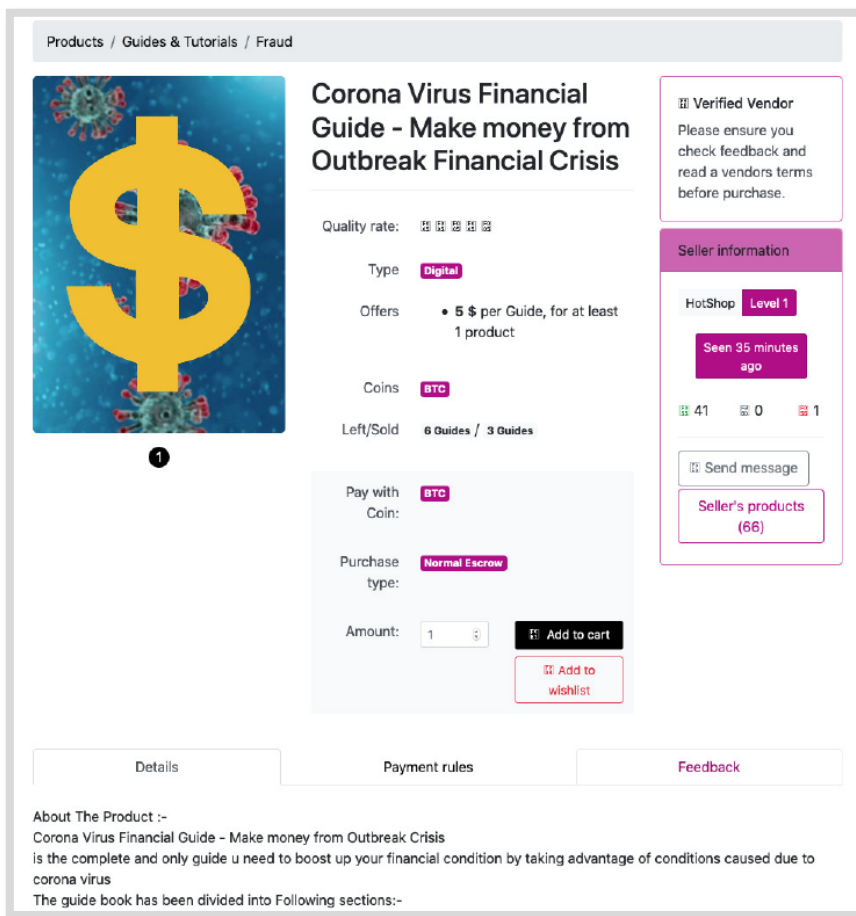 Products / Guides & Tutorials / Fraud
$
1
Corona Virus Financial
Guide - Make money from
Outbreak Financial Crisis
Quality rate:
Type Digital
Offers • 5 $ per Guide, for at least
1 product
Coins BTC
Left/Sold 6 Guides / 3 Guides
Pay with BTC
Coin:
Purchase Normal Escrow
type:
Amount: 1 Add to cart
Add to
wishlist
Verified Vendor
Please ensure you
check feedback and
read a vendors terms
before purchase.
Seller information
HotShop Level 1
Seen 35 minutes
ago
41 0 1
Send message
Seller's products
(66)
Details Payment rules Feedback
About The Product :-
Corona Virus Financial Guide - Make money from Outbreak Crisis
is the complete and only guide u need to boost up your financial condition by taking advantage of conditions caused due to
corona virus
The guide book has been divided into Following sections:-